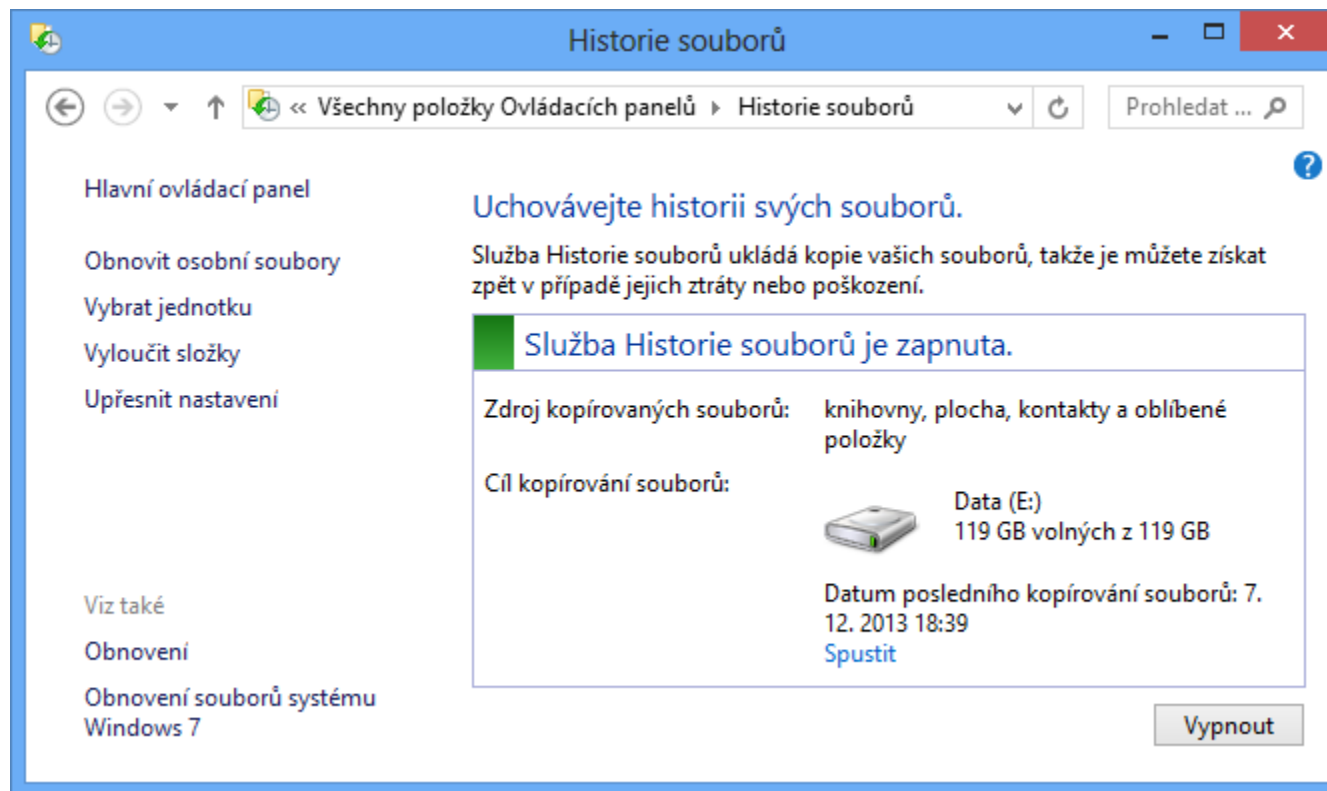 Historie souborů
« Všechny položky Ovládacích panelů ▸ Historie souborů
Prohledat ...
Hlavní ovládací panel
Obnovit osobní soubory
Vybrat jednotku
Vyloučit složky
Upřesnit nastavení
Viz také
Obnovení
Obnovení souborů systému
Windows 7
?
Uchovávejte historii svých souborů.
Služba Historie souborů ukládá kopie vašich souborů, takže je můžete získat
zpět v případě jejich ztráty nebo poškození.
Služba Historie souborů je zapnuta.
Zdroj kopírovaných souborů: knihovny, plocha, kontakty a oblíbené
položky
Cíl kopírování souborů:
Data (E:)
119 GB volných z 119 GB
Datum posledního kopírování souborů: 7.
12. 2013 18:39
Spustit
Vypnout